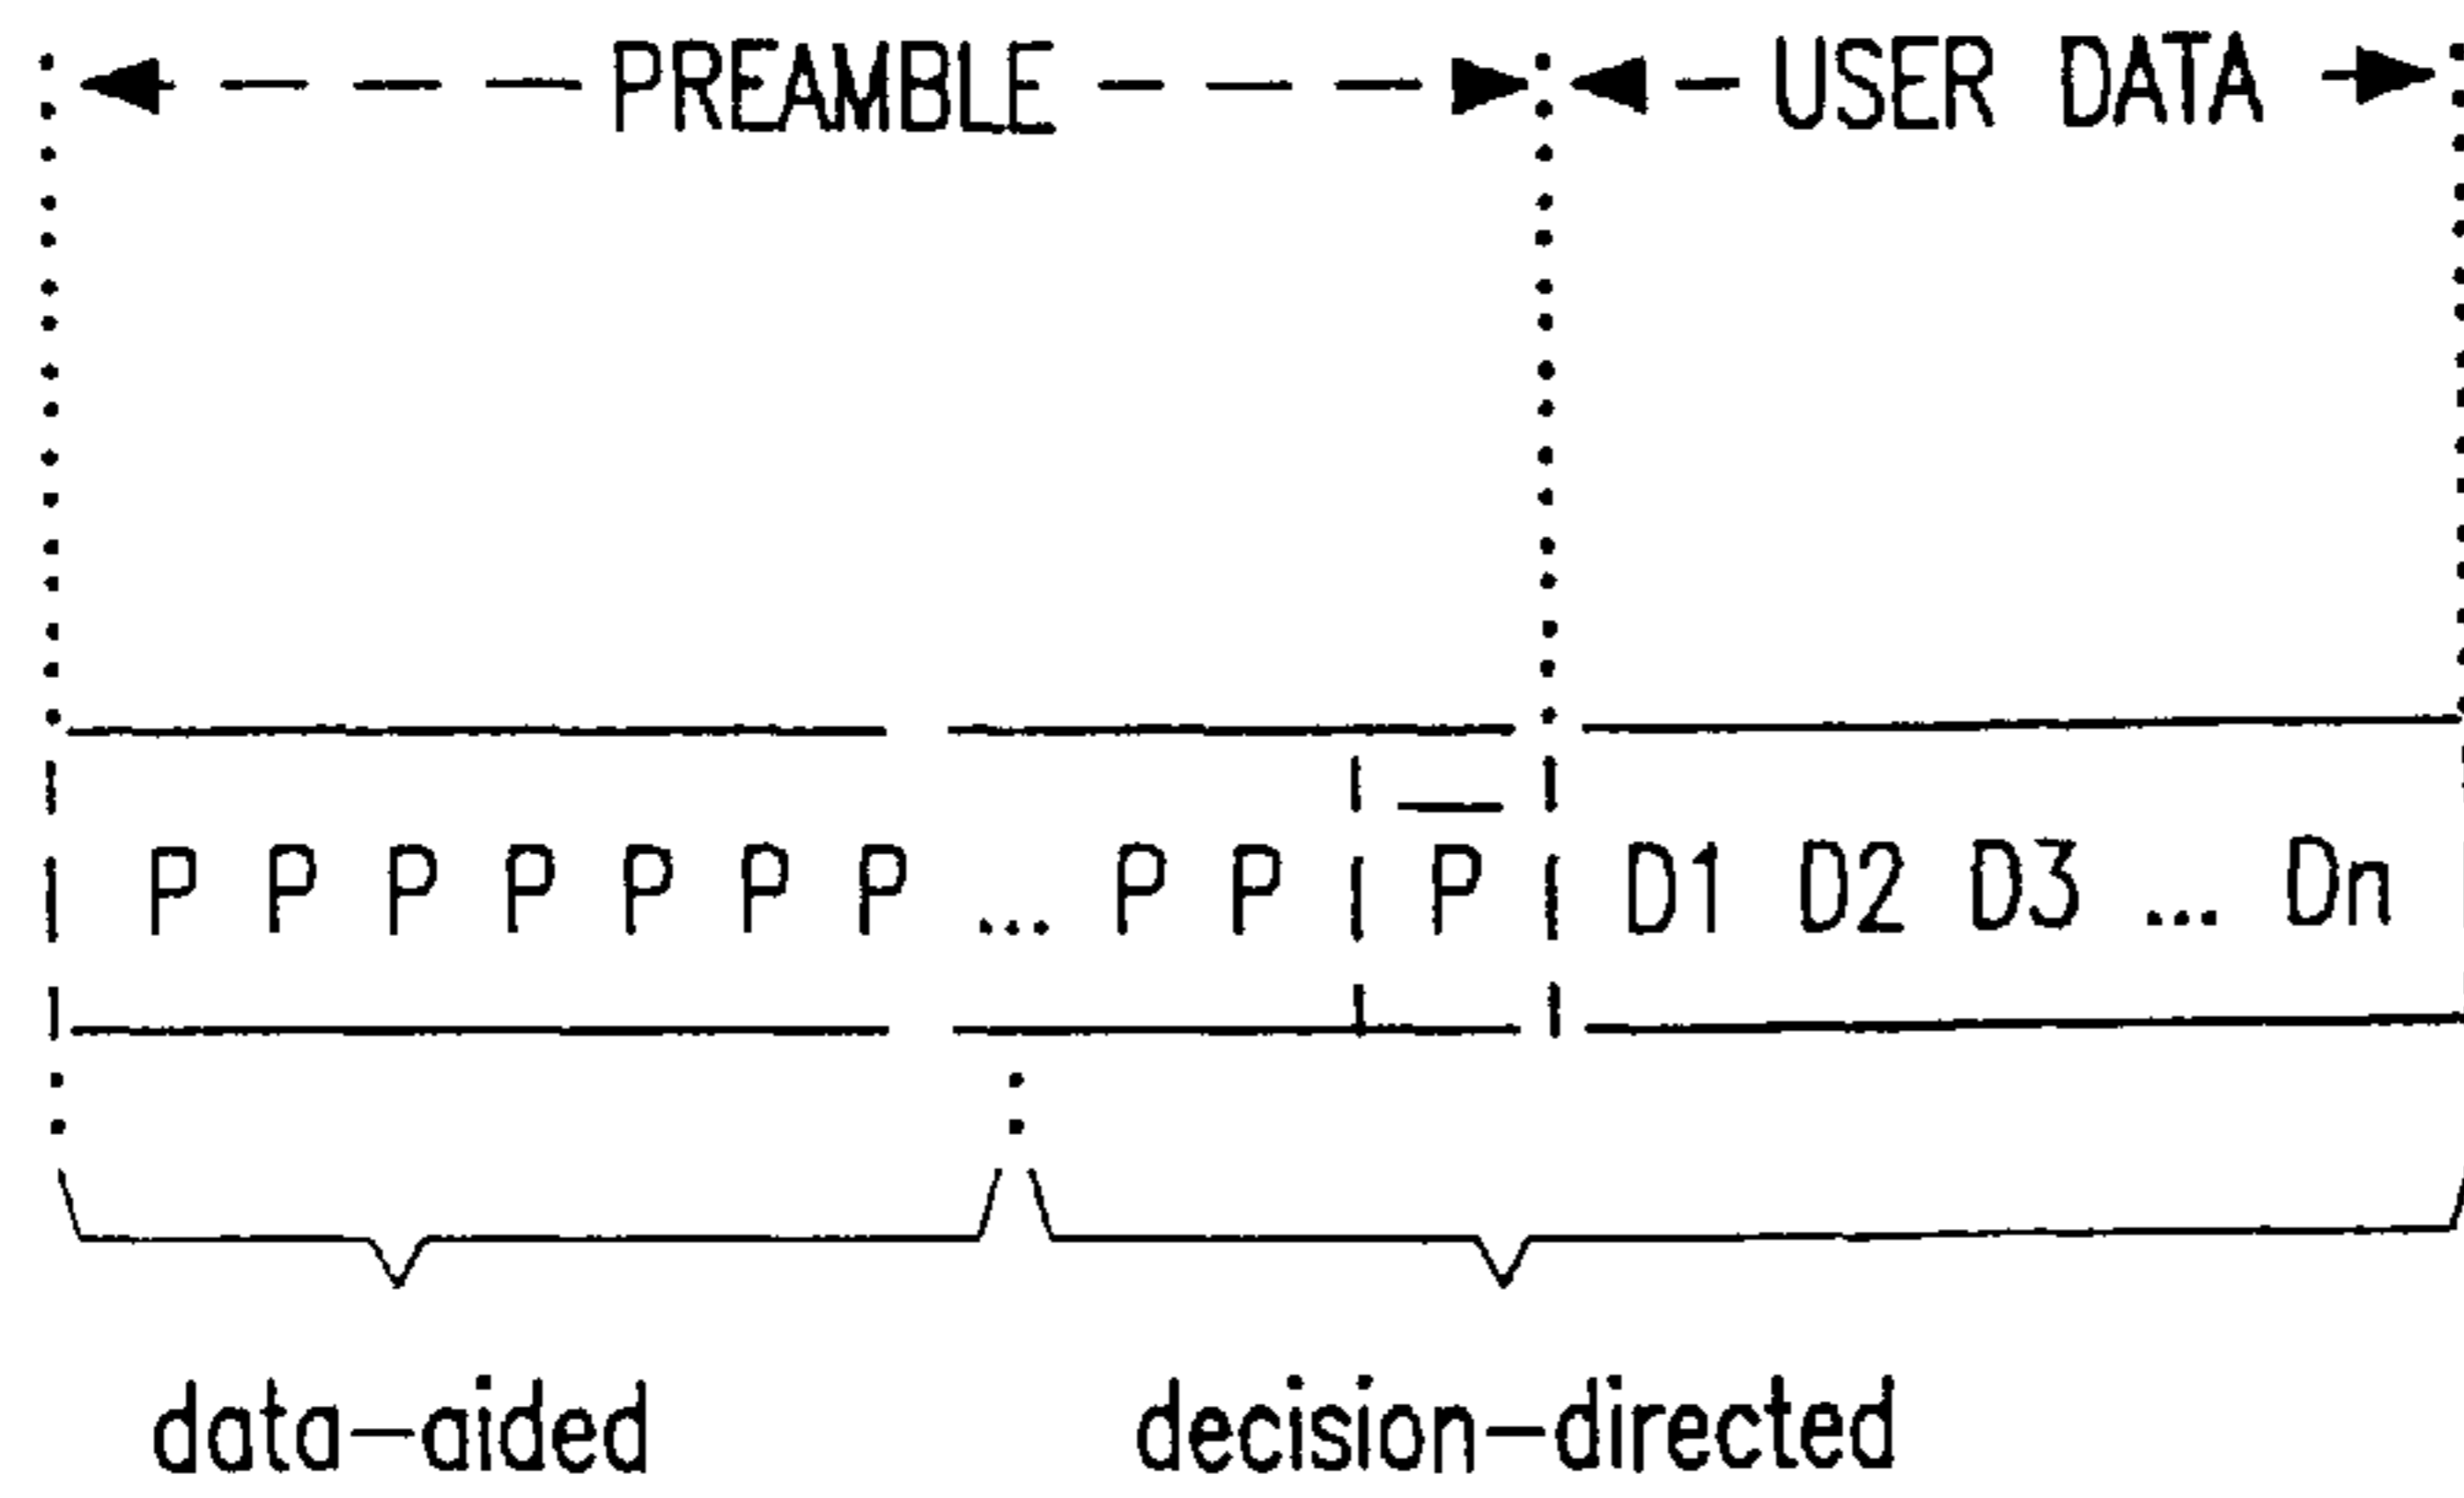 PREAMBLE USER DATA
P P P P P P P ... P P P̅ D1 D2 D3 ... Dn
data-aided decision-directed